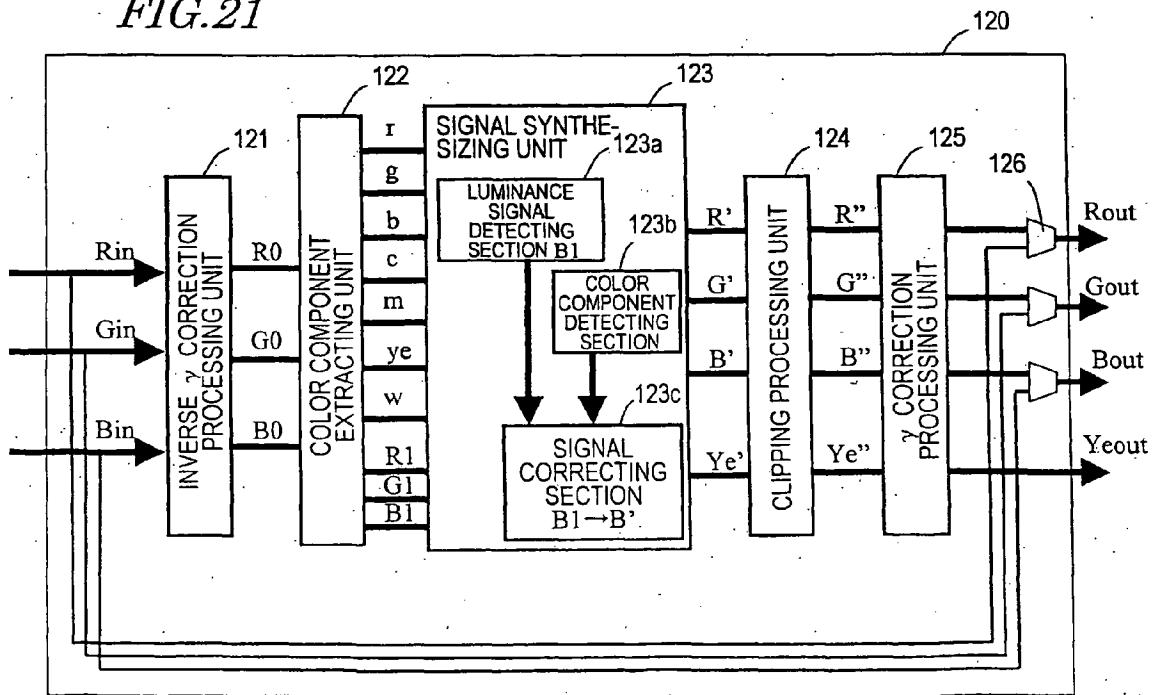 FIG.21
120
122
123
121
r
g
b
c
m
ye
w
R1
G1
B1
SIGNAL SYNTHE-
SIZING UNIT
123a
LUMINANCE
SIGNAL
DETECTING
SECTION B1
123b
COLOR
COMPONENT
DETECTING
SECTION
123c
SIGNAL
CORRECTING
SECTION
B1→B'
124
125
126
Rin
Gin
Bin
INVERSE γ CORRECTION
PROCESSING UNIT
R0
G0
B0
COLOR COMPONENT
EXTRACTING UNIT
R'
G'
B'
Ye'
CLIPPING PROCESSING UNIT
R"
G"
B"
Ye"
γ CORRECTION
PROCESSING UNIT
Rout
Gout
Bout
Yeout